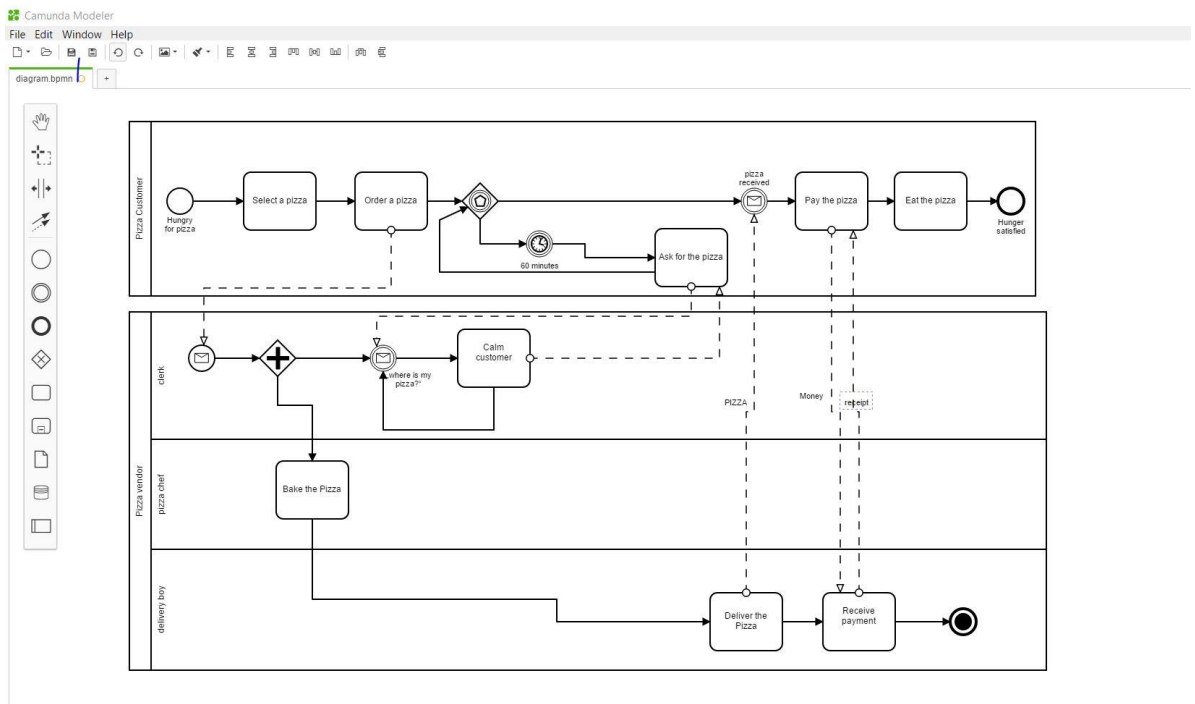 Camunda Modeler
File Edit Window Help
diagram.bpmn
+
Pizza Customer
Hungry
for pizza
Select a pizza
Order a pizza
60 minutes
Ask for the pizza
pizza
received
Pay the pizza
Eat the pizza
Hunger
satisfied
Pizza vendor
clerk
„where is my
pizza?“
Calm
customer
PIZZA
Money
receipt
pizza chef
Bake the Pizza
delivery boy
Deliver the
Pizza
Receive
payment